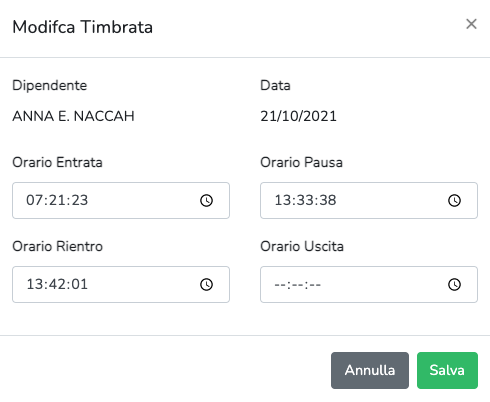 Modifca Timbrata ×
Dipendente Data
ANNA E. NACCAH 21/10/2021
Orario Entrata Orario Pausa
07:21:23 13:33:38
Orario Rientro Orario Uscita
13:42:01 --:--:--
Annulla Salva